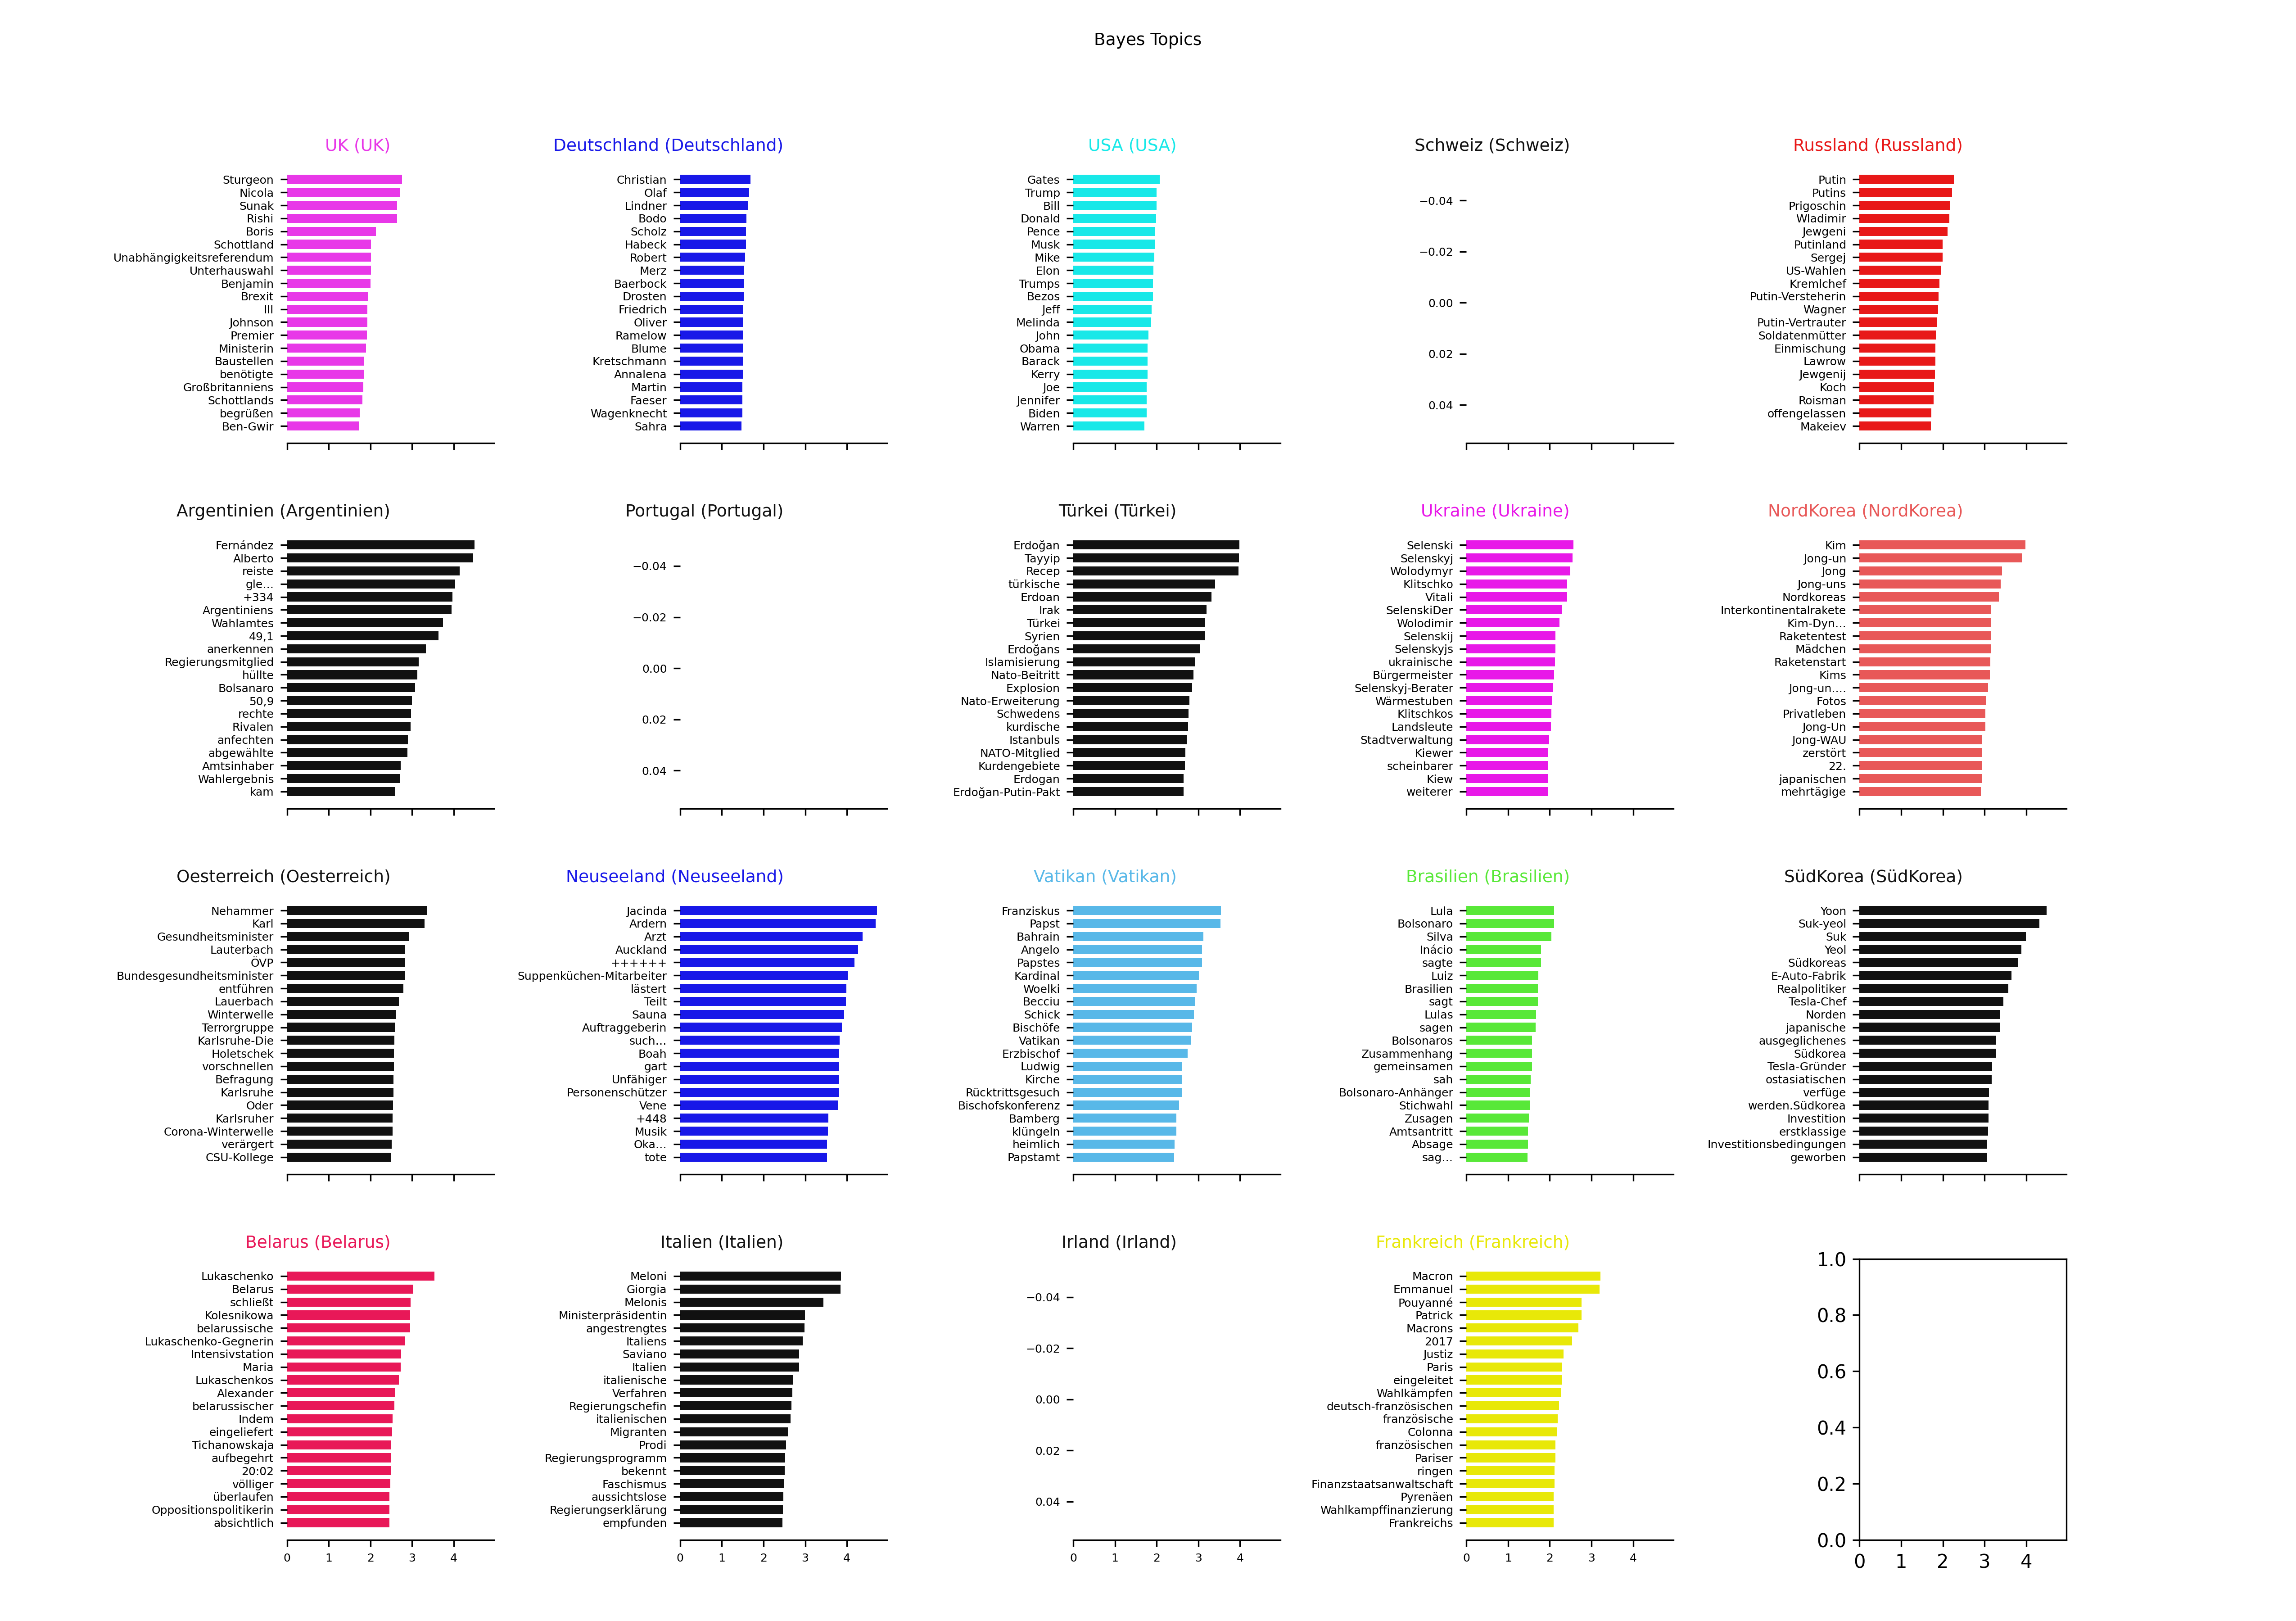 Bayes Topics
UK (UK)
Sturgeon
Nicola
Sunak
Rishi
Boris
Schottland
Unabhängigkeitsreferendum
Unterhauswahl
Benjamin
Brexit
III
Johnson
Premier
Ministerin
Baustellen
benötigte
Großbritanniens
Schottlands
begrüßen
Ben-Gwir
Deutschland (Deutschland)
Christian
Olaf
Lindner
Bodo
Scholz
Habeck
Robert
Merz
Baerbock
Drosten
Friedrich
Oliver
Ramelow
Blume
Kretschmann
Annalena
Martin
Faeser
Wagenknecht
Sahra
USA (USA)
Gates
Trump
Bill
Donald
Pence
Musk
Mike
Elon
Trumps
Bezos
Jeff
Melinda
John
Obama
Barack
Kerry
Joe
Jennifer
Biden
Warren
Schweiz (Schweiz)
−0.04
−0.02
0.00
0.02
0.04
Russland (Russland)
Putin
Putins
Prigoschin
Wladimir
Jewgeni
Putinland
Sergej
US-Wahlen
Kremlchef
Putin-Versteherin
Wagner
Putin-Vertrauter
Soldatenmütter
Einmischung
Lawrow
Jewgenij
Koch
Roisman
offengelassen
Makeiev
Argentinien (Argentinien)
Fernández
Alberto
reiste
gle...
+334
Argentiniens
Wahlamtes
49,1
anerkennen
Regierungsmitglied
hüllte
Bolsanaro
50,9
rechte
Rivalen
anfechten
abgewählte
Amtsinhaber
Wahlergebnis
kam
Portugal (Portugal)
−0.04
−0.02
0.00
0.02
0.04
Türkei (Türkei)
Erdoğan
Tayyip
Recep
türkische
Erdoan
Irak
Türkei
Syrien
Erdoğans
Islamisierung
Nato-Beitritt
Explosion
Nato-Erweiterung
Schwedens
kurdische
Istanbuls
NATO-Mitglied
Kurdengebiete
Erdogan
Erdoğan-Putin-Pakt
Ukraine (Ukraine)
Selenski
Selenskyj
Wolodymyr
Klitschko
Vitali
SelenskiDer
Wolodimir
Selenskij
Selenskyjs
ukrainische
Bürgermeister
Selenskyj-Berater
Wärmestuben
Klitschkos
Landsleute
Stadtverwaltung
Kiewer
scheinbarer
Kiew
weiterer
NordKorea (NordKorea)
Kim
Jong-un
Jong
Jong-uns
Nordkoreas
Interkontinentalrakete
Kim-Dyn...
Raketentest
Mädchen
Raketenstart
Kims
Jong-un....
Fotos
Privatleben
Jong-Un
Jong-WAU
zerstört
22.
japanischen
mehrtägige
Oesterreich (Oesterreich)
Nehammer
Karl
Gesundheitsminister
Lauterbach
ÖVP
Bundesgesundheitsminister
entführen
Lauerbach
Winterwelle
Terrorgruppe
Karlsruhe-Die
Holetschek
vorschnellen
Befragung
Karlsruhe
Oder
Karlsruher
Corona-Winterwelle
verärgert
CSU-Kollege
Neuseeland (Neuseeland)
Jacinda
Ardern
Arzt
Auckland
++++++
Suppenküchen-Mitarbeiter
lästert
Teilt
Sauna
Auftraggeberin
such...
Boah
gart
Unfähiger
Personenschützer
Vene
+448
Musik
Oka...
tote
Vatikan (Vatikan)
Franziskus
Papst
Bahrain
Angelo
Papstes
Kardinal
Woelki
Becciu
Schick
Bischöfe
Vatikan
Erzbischof
Ludwig
Kirche
Rücktrittsgesuch
Bischofskonferenz
Bamberg
klüngeln
heimlich
Papstamt
Brasilien (Brasilien)
Lula
Bolsonaro
Silva
Inácio
sagte
Luiz
Brasilien
sagt
Lulas
sagen
Bolsonaros
Zusammenhang
gemeinsamen
sah
Bolsonaro-Anhänger
Stichwahl
Zusagen
Amtsantritt
Absage
sag...
SüdKorea (SüdKorea)
Yoon
Suk-yeol
Suk
Yeol
Südkoreas
E-Auto-Fabrik
Realpolitiker
Tesla-Chef
Norden
japanische
ausgeglichenes
Südkorea
Tesla-Gründer
ostasiatischen
verfüge
werden.Südkorea
Investition
erstklassige
Investitionsbedingungen
geworben
Belarus (Belarus)
Lukaschenko
Belarus
schließt
Kolesnikowa
belarussische
Lukaschenko-Gegnerin
Intensivstation
Maria
Lukaschenkos
Alexander
belarussischer
Indem
eingeliefert
Tichanowskaja
aufbegehrt
20:02
völliger
überlaufen
Oppositionspolitikerin
absichtlich
0 1 2 3 4
Italien (Italien)
Meloni
Giorgia
Melonis
Ministerpräsidentin
angestrengtes
Italiens
Saviano
Italien
italienische
Verfahren
Regierungschefin
italienischen
Migranten
Prodi
Regierungsprogramm
bekennt
Faschismus
aussichtslose
Regierungserklärung
empfunden
0 1 2 3 4
Irland (Irland)
−0.04
−0.02
0.00
0.02
0.04
0 1 2 3 4
Frankreich (Frankreich)
Macron
Emmanuel
Pouyanné
Patrick
Macrons
2017
Justiz
Paris
eingeleitet
Wahlkämpfen
deutsch-französischen
französische
Colonna
französischen
Pariser
ringen
Finanzstaatsanwaltschaft
Pyrenäen
Wahlkampffinanzierung
Frankreichs
0 1 2 3 4
1.0
0.8
0.6
0.4
0.2
0.0
0 1 2 3 4